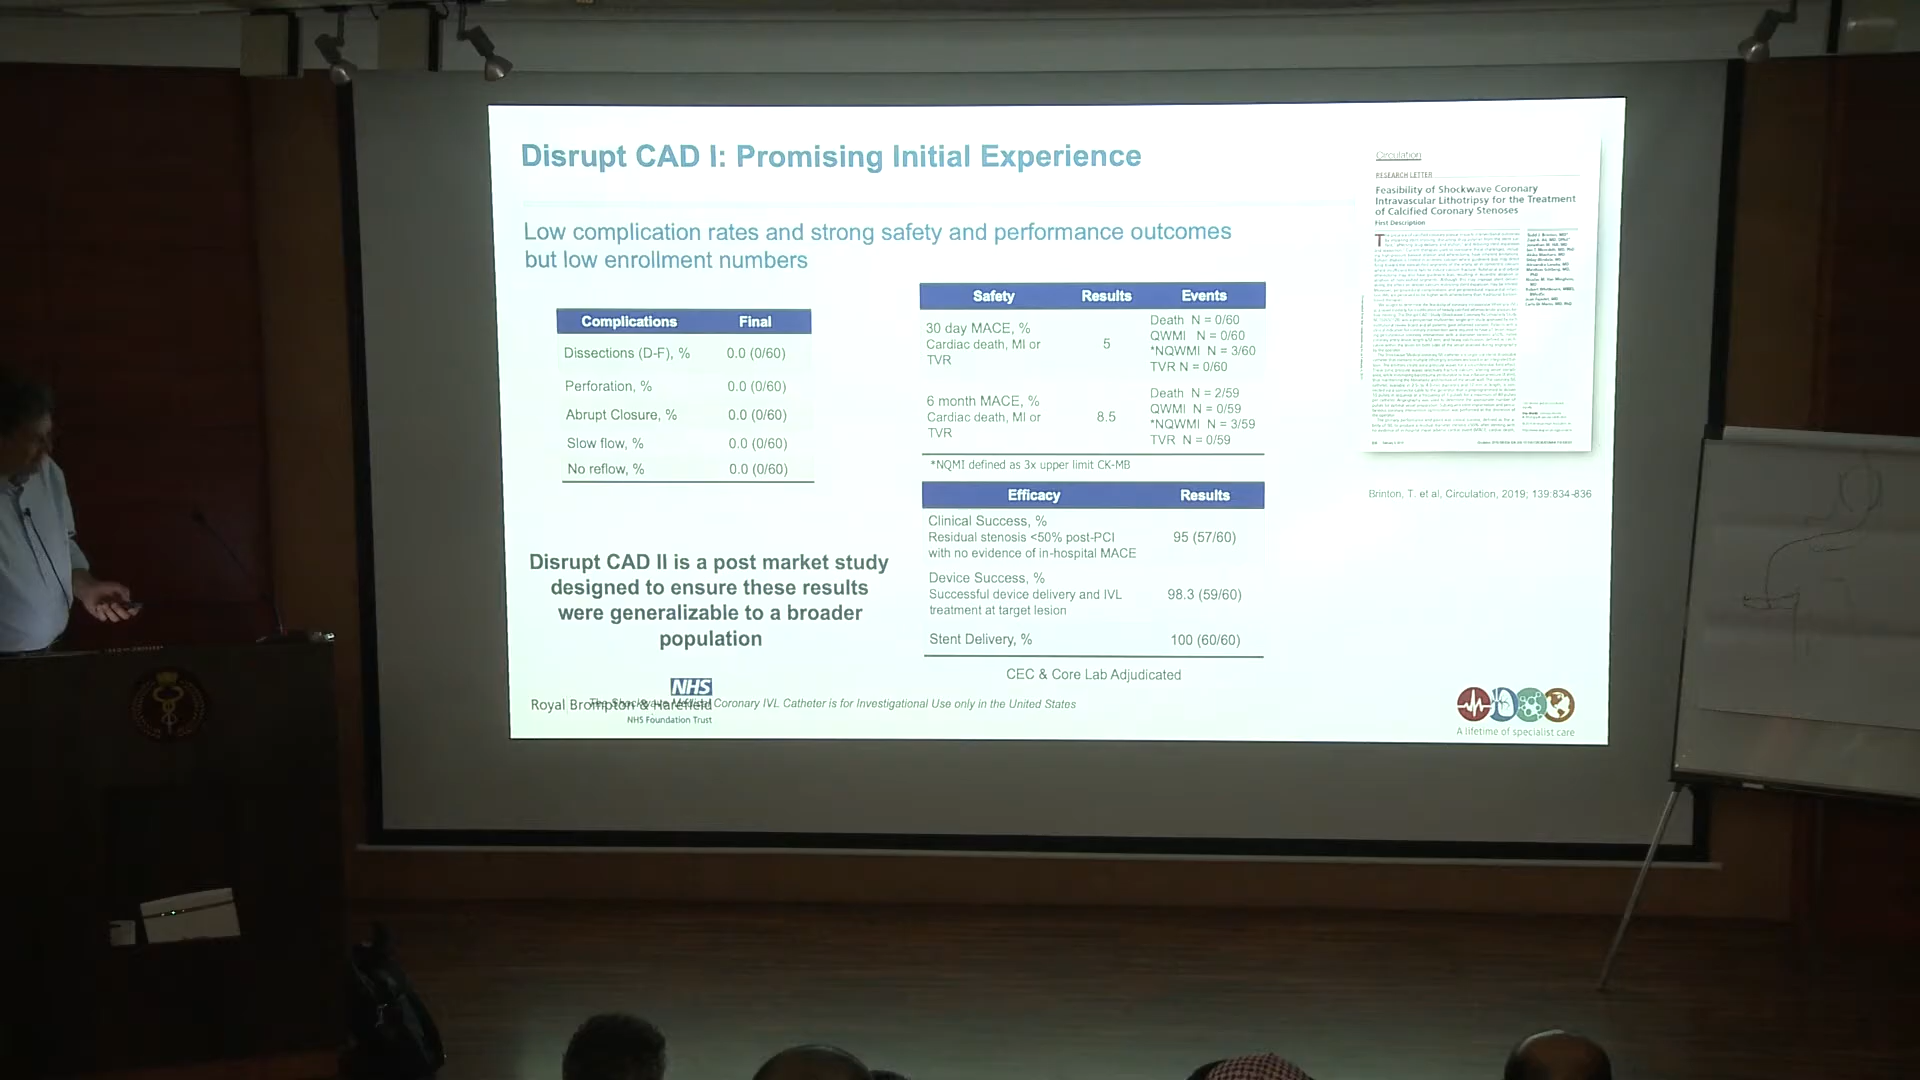 Disrupt CAD I: Promising Initial Experience
Low complication rates and strong safety and performance outcomes
but low enrollment numbers
Complications Final
Dissections (D-F), % 0.0 (0/60)
Perforation, % 0.0 (0/60)
Abrupt Closure, % 0.0 (0/60)
Slow flow, % 0.0 (0/60)
No reflow, % 0.0 (0/60)
Disrupt CAD II is a post market study
designed to ensure these results
were generalizable to a broader
population
Safety Results Events
30 day MACE, %
Cardiac death, MI or
TVR
5
Death N = 0/60
QWMI N = 0/60
*NQWMI N = 3/60
TVR N = 0/60
6 month MACE, %
Cardiac death, MI or
TVR
8.5
Death N = 2/59
QWMI N = 0/59
*NQWMI N = 3/59
TVR N = 0/59
*NQMI defined as 3x upper limit CK-MB
Efficacy Results
Clinical Success, %
Residual stenosis <50% post-PCI
with no evidence of in-hospital MACE
95 (57/60)
Device Success, %
Successful device delivery and IVL
treatment at target lesion
98.3 (59/60)
Stent Delivery, % 100 (60/60)
CEC & Core Lab Adjudicated
Circulation
RESEARCH LETTER
Feasibility of Shockwave Coronary
Intravascular Lithotripsy for the Treatment
of Calcified Coronary Stenoses
First Description
Brinton, T. et al, Circulation, 2019; 139:834-836
NHS
Royal Brompton & Harefield
NHS Foundation Trust
The Shockwave Medical Coronary IVL Catheter is for Investigational Use only in the United States
A lifetime of specialist care